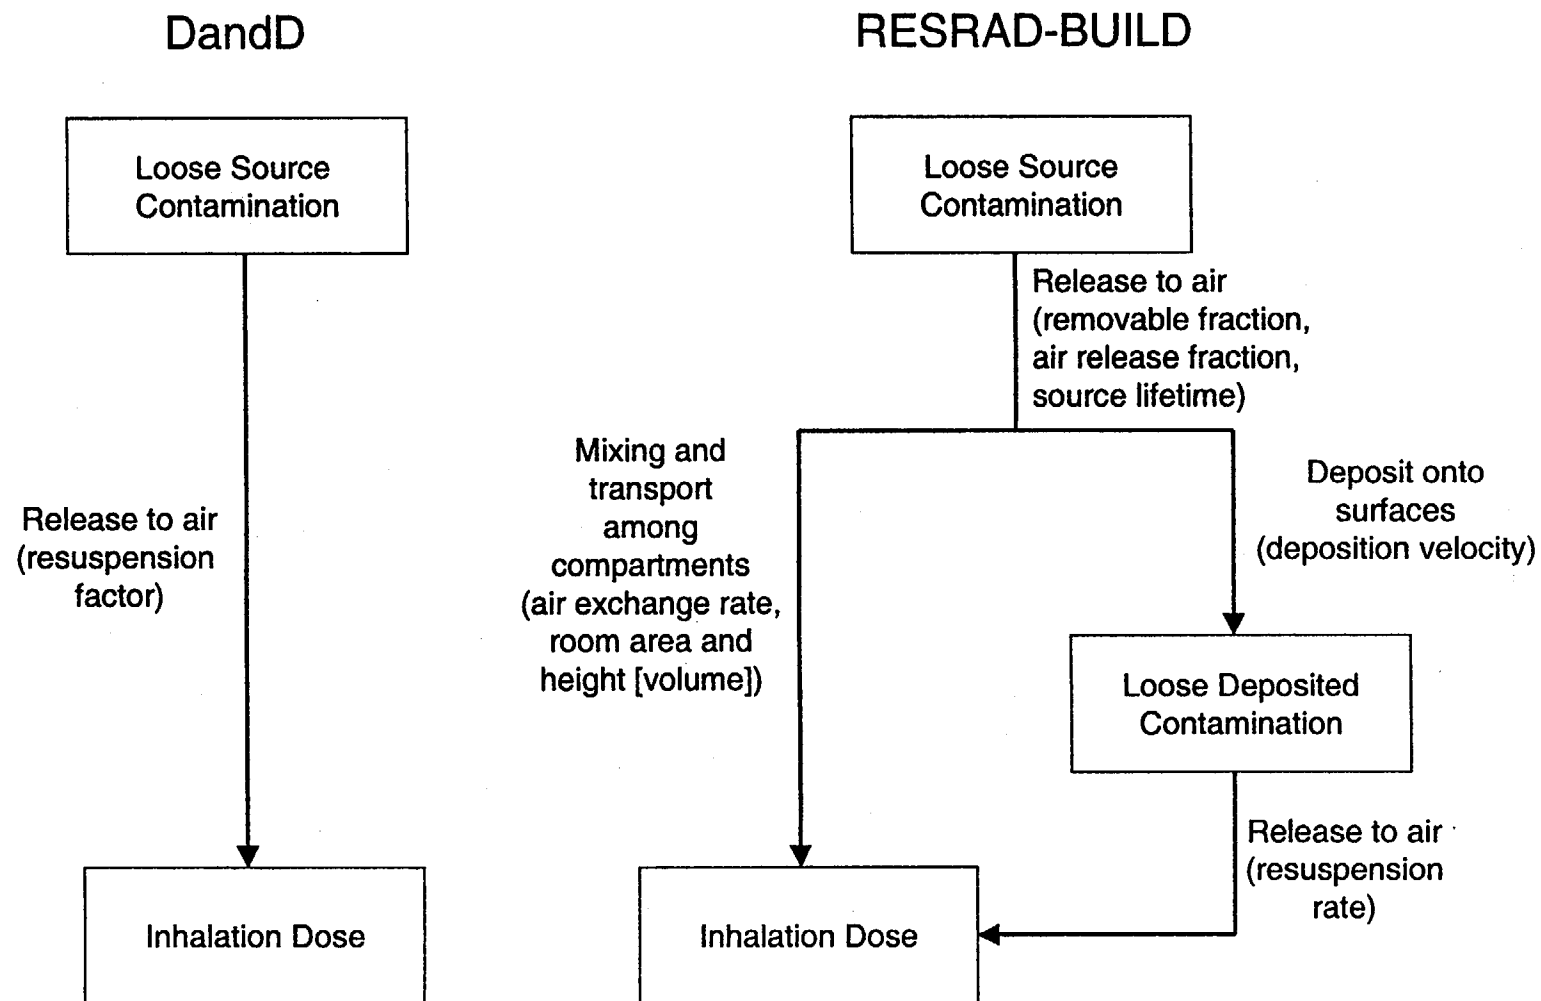 DandD
Loose Source
Contamination
Release to air
(resuspension
factor)
Inhalation Dose
RESRAD-BUILD
Loose Source
Contamination
Release to air
(removable fraction,
air release fraction,
source lifetime)
Mixing and
transport
among
compartments
(air exchange rate,
room area and
height [volume])
Deposit onto
surfaces
(deposition velocity)
Loose Deposited
Contamination
Release to air
(resuspension
rate)
Inhalation Dose